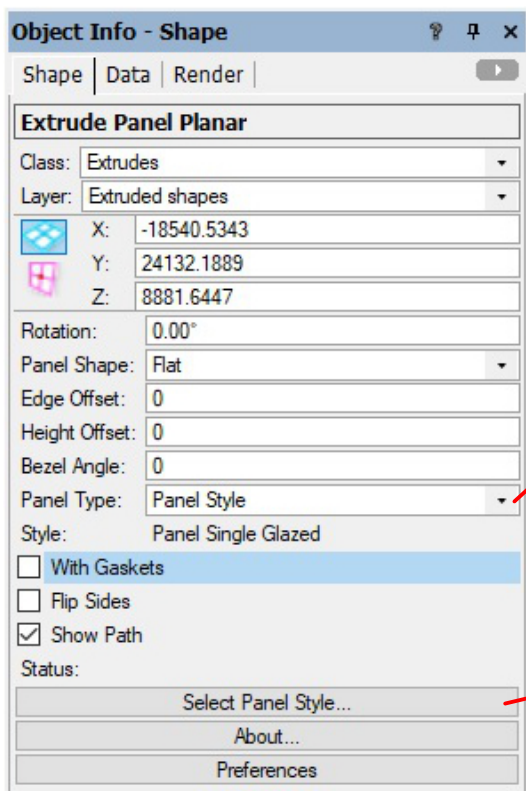 Object Info - Shape
Shape Data Render
Extrude Panel Planar
Class: Extrudes
Layer: Extruded shapes
X: -18540.5343
Y: 24132.1889
Z: 8881.6447
Rotation: 0.00°
Panel Shape: Flat
Edge Offset: 0
Height Offset: 0
Bezel Angle: 0
Panel Type: Panel Style
Style: Panel Single Glazed
With Gaskets
Flip Sides
Show Path
Status:
Select Panel Style...
About...
Preferences